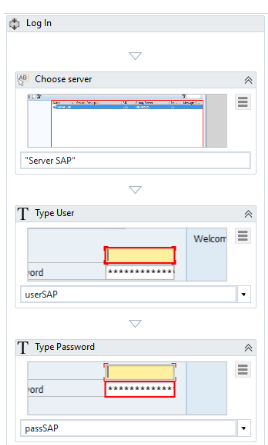 Log In
Choose server
"Server SAP"
T Type User
Welcom
ord
*************
userSAP
T Type Password
ord
*************
passSAP